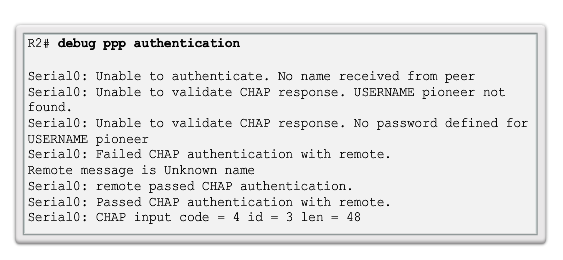 R2# debug ppp authentication
Serial0: Unable to authenticate. No name received from peer
Serial0: Unable to validate CHAP response. USERNAME pioneer not
found.
Serial0: Unable to validate CHAP response. No password defined for
USERNAME pioneer
Serial0: Failed CHAP authentication with remote.
Remote message is Unknown name
Serial0: remote passed CHAP authentication.
Serial0: Passed CHAP authentication with remote.
Serial0: CHAP input code = 4 id = 3 len = 48